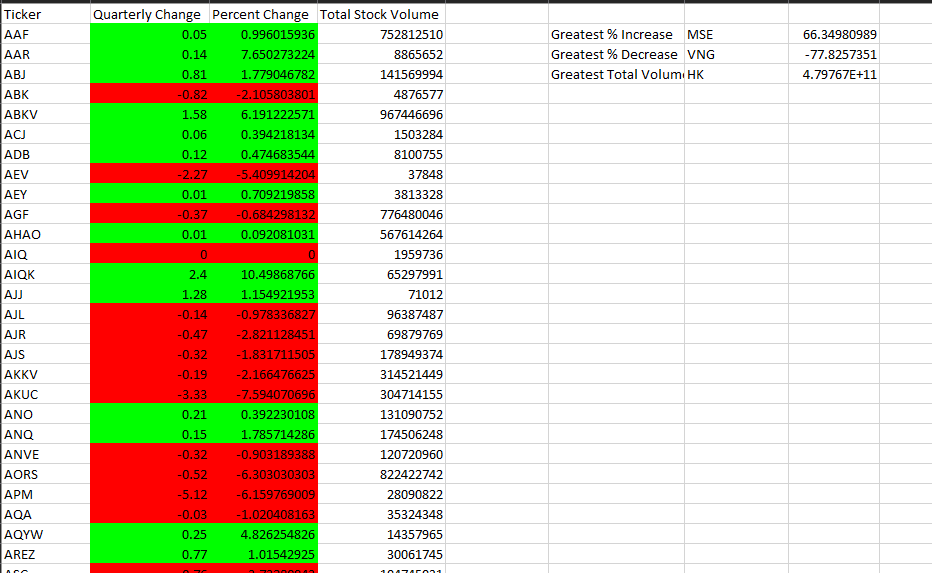 Ticker Quarterly Change Percent Change Total Stock Volume
AAF 0.05 0.996015936 752812510 Greatest % Increase MSE 66.34980989
AAR 0.14 7.650273224 8865652 Greatest % Decrease VNG -77.8257351
ABJ 0.81 1.779046782 141569994 Greatest Total Volum HK 4.79767E+11
ABK -0.82 -2.105803801 4876577
ABKV 1.58 6.191222571 967446696
ACJ 0.06 0.394218134 1503284
ADB 0.12 0.474683544 8100755
AEV -2.27 -5.409914204 37848
AEY 0.01 0.709219858 3813328
AGF -0.37 -0.684298132 776480046
AHAO 0.01 0.092081031 567614264
AIQ 0 0 1959736
AIQK 2.4 10.49868766 65297991
AJJ 1.28 1.154921953 71012
AJL -0.14 -0.978336827 96387487
AJR -0.47 -2.821128451 69879769
AJS -0.32 -1.831711505 178949374
AKKV -0.19 -2.166476625 314521449
AKUC -3.33 -7.594070696 304714155
ANO 0.21 0.392230108 131090752
ANQ 0.15 1.785714286 174506248
ANVE -0.32 -0.903189388 120720960
AORS -0.52 -6.303030303 822422742
APM -5.12 -6.159769009 28090822
AQA -0.03 -1.020408163 35324348
AQYW 0.25 4.826254826 14357965
AREZ 0.77 1.01542925 30061745